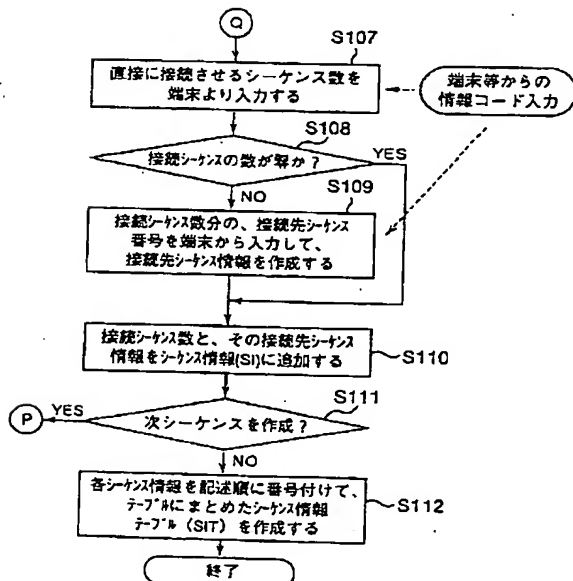 Q
S107
直接に接続させるシーケンス数を
端末より入力する
端末等からの
情報コード入力
S108
接続シーケンスの数が零か?
YES
NO
S109
接続シーケンス数分の、接続先シーケンス
番号を端末から入力して、
接続先シーケンス情報を作成する
接続シーケンス数と、その接続先シーケンス
情報をシーケンス情報(SI)に追加する
S110
S111
P
YES
次シーケンスを作成?
NO
各シーケンス情報を記述順に番号付けて、
テーブルにまとめたシーケンス情報
テーブル(SIT)を作成する
S112
終了